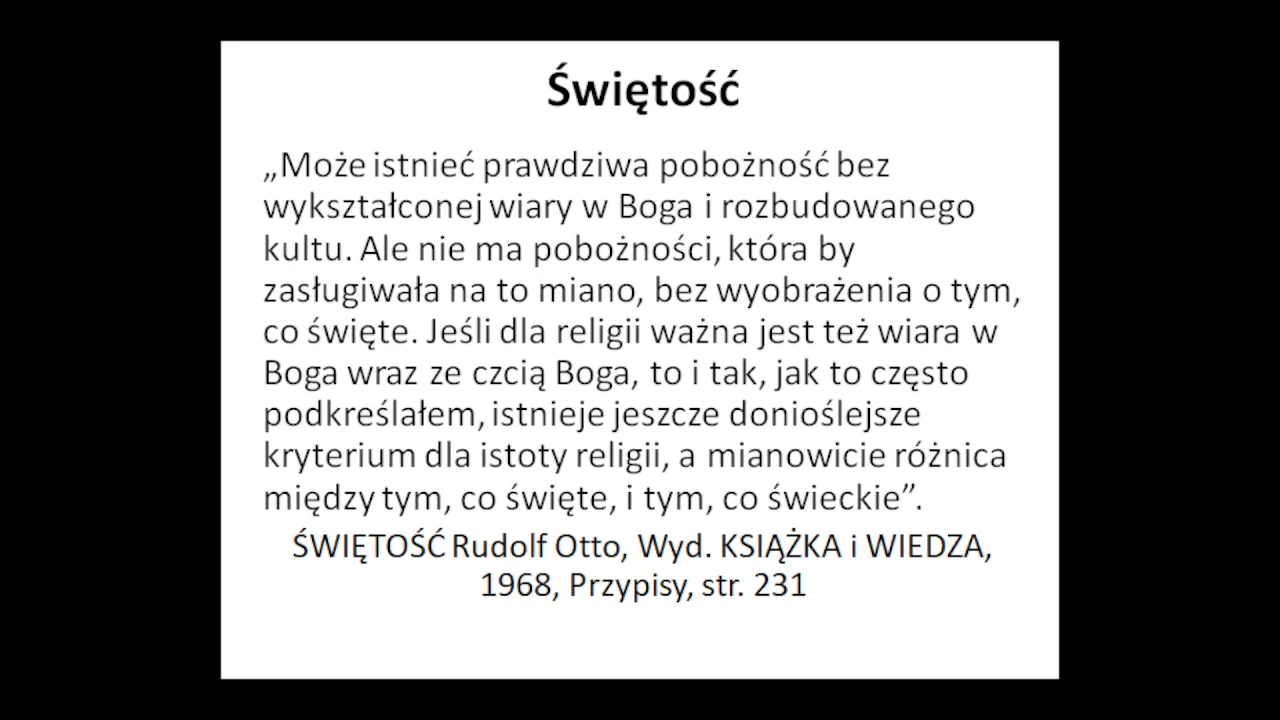 Świętość
„Może istnieć prawdziwa pobożność bez
wykształconej wiary w Boga i rozbudowanego
kultu. Ale nie ma pobożności, która by
zasługiwała na to miano, bez wyobrażenia o tym,
co święte. Jeśli dla religii ważna jest też wiara w
Boga wraz ze czcią Boga, to i tak, jak to często
podkreślałem, istnieje jeszcze doniośle​jsze
kryterium dla istoty religii, a mianowicie różnica
między tym, co święte, i tym, co świeckie”.
ŚWIĘTOŚĆ Rudolf Otto, Wyd. KSIĄŻKA i WIEDZA,
1968, Przypisy, str. 231